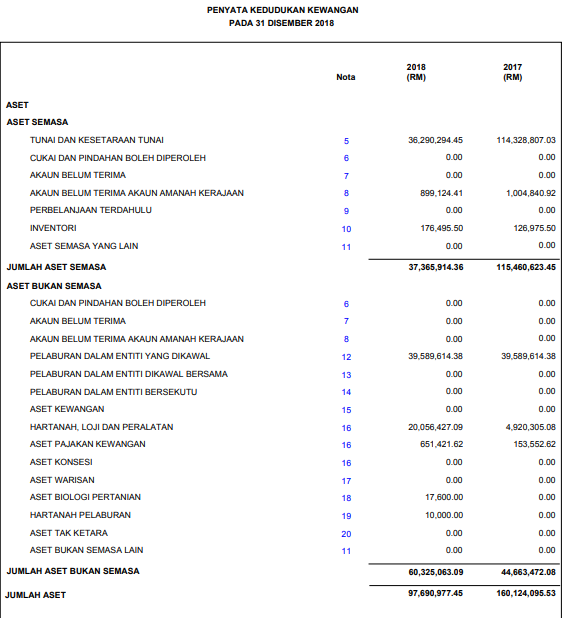 PENYATA KEDUDUKAN KEWANGAN
PADA 31 DISEMBER 2018
Nota 2018 (RM) 2017 (RM)
ASET
ASET SEMASA
TUNAI DAN KESETARAAN TUNAI 5 36,290,294.45 114,328,807.03
CUKAI DAN PINDAHAN BOLEH DIPEROLEH 6 0.00 0.00
AKAUN BELUM TERIMA 7 0.00 0.00
AKAUN BELUM TERIMA AKAUN AMANAH KERAJAAN 8 899,124.41 1,004,840.92
PERBELANJAAN TERDAHULU 9 0.00 0.00
INVENTORI 10 176,495.50 126,975.50
ASET SEMASA YANG LAIN 11 0.00 0.00
JUMLAH ASET SEMASA 37,365,914.36 115,460,623.45
ASET BUKAN SEMASA
CUKAI DAN PINDAHAN BOLEH DIPEROLEH 6 0.00 0.00
AKAUN BELUM TERIMA 7 0.00 0.00
AKAUN BELUM TERIMA AKAUN AMANAH KERAJAAN 8 0.00 0.00
PELABURAN DALAM ENTITI YANG DIKAWAL 12 39,589,614.38 39,589,614.38
PELABURAN DALAM ENTITI DIKAWAL BERSAMA 13 0.00 0.00
PELABURAN DALAM ENTITI BERSEKUTU 14 0.00 0.00
ASET KEWANGAN 15 0.00 0.00
HARTANAH, LOJI DAN PERALATAN 16 20,056,427.09 4,920,305.08
ASET PAJAKAN KEWANGAN 16 651,421.62 153,552.62
ASET KONSESI 16 0.00 0.00
ASET WARISAN 17 0.00 0.00
ASET BIOLOGI PERTANIAN 18 17,600.00 0.00
HARTANAH PELABURAN 19 10,000.00 0.00
ASET TAK KETARA 20 0.00 0.00
ASET BUKAN SEMASA LAIN 11 0.00 0.00
JUMLAH ASET BUKAN SEMASA 60,325,063.09 44,663,472.08
JUMLAH ASET 97,690,977.45 160,124,095.53